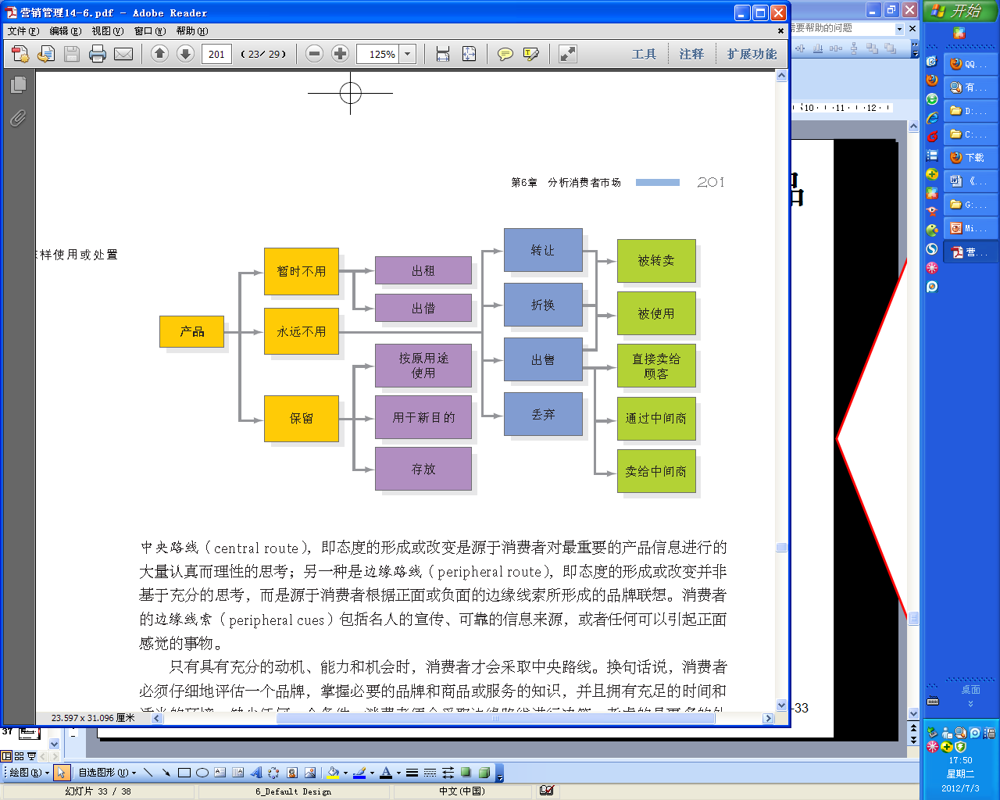 营销管理14-6.pdf - Adobe Reader
文件(F) 编辑(E) 视图(V) 窗口(W) 帮助(H)
201 (23/ 29) 125% 工具 注释 扩展功能
需要帮助的问题
·10·11·12·
第6章 分析消费者市场 201
样使用或处置
产品
暂时不用
永远不用
保留
出租
出借
按原用途
使用
用于新目的
存放
转让
折换
出售
丢弃
被转卖
被使用
直接卖给
顾客
通过中间商
卖给中间商
中央路线（central route），即态度的形成或改变是源于消费者对最重要的产品信息进行的
大量认真而理性的思考；另一种是边缘路线（peripheral route），即态度的形成或改变并非
基于充分的思考，而是源于消费者根据正面或负面的边缘线索所形成的品牌联想。消费者
的边缘线索（peripheral cues）包括名人的宣传、可靠的信息来源，或者任何可以引起正面
感觉的事物。
只有具有充分的动机、能力和机会时，消费者才会采取中央路线。换句话说，消费者
必须仔细地评估一个品牌，掌握必要的品牌和商品或服务的知识，并且拥有充足的时间和
23.597 x 31.096 厘米
-33
37
绘图(R) 自选图形(U)
幻灯片 33 / 38 6_Default Design 中文(中国)
开始
QQ...
有...
D:...
C:...
下载
《...
G:...
Mi...
营...
桌面
17:50
星期二
2012/7/3